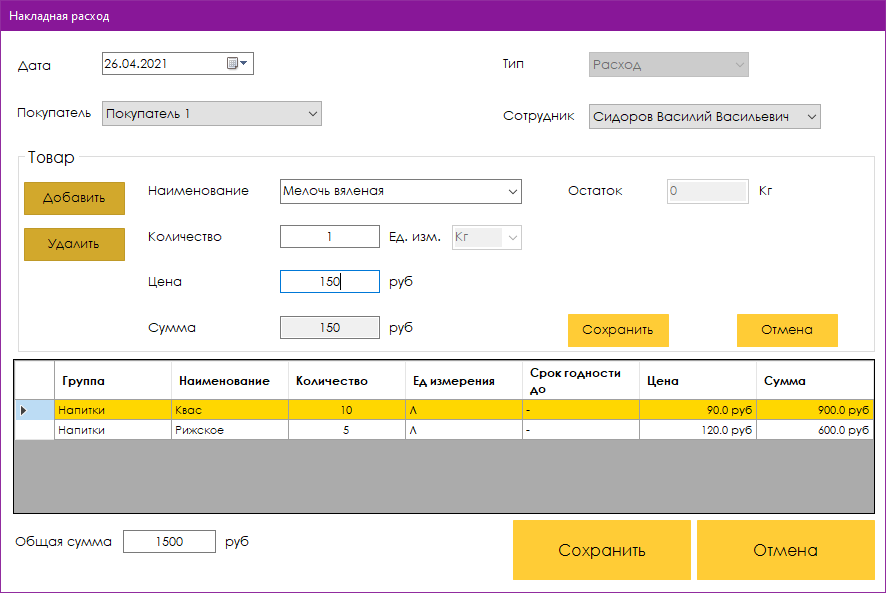 Накладная расход
Дата 26.04.2021 Тип Расход
Покупатель Покупатель 1 Сотрудник Сидоров Василий Васильевич
Товар
Добавить Наименование Мелочь вяленая Остаток 0 Кг
Удалить Количество 1 Ед. изм. Кг
Цена 150 руб
Сумма 150 руб Сохранить Отмена
Группа Наименование Количество Ед измерения Срок годности до Цена Сумма
Напитки Квас 10 Л - 90.0 руб 900.0 руб
Напитки Рижское 5 Л - 120.0 руб 600.0 руб
Общая сумма 1500 руб Сохранить Отмена